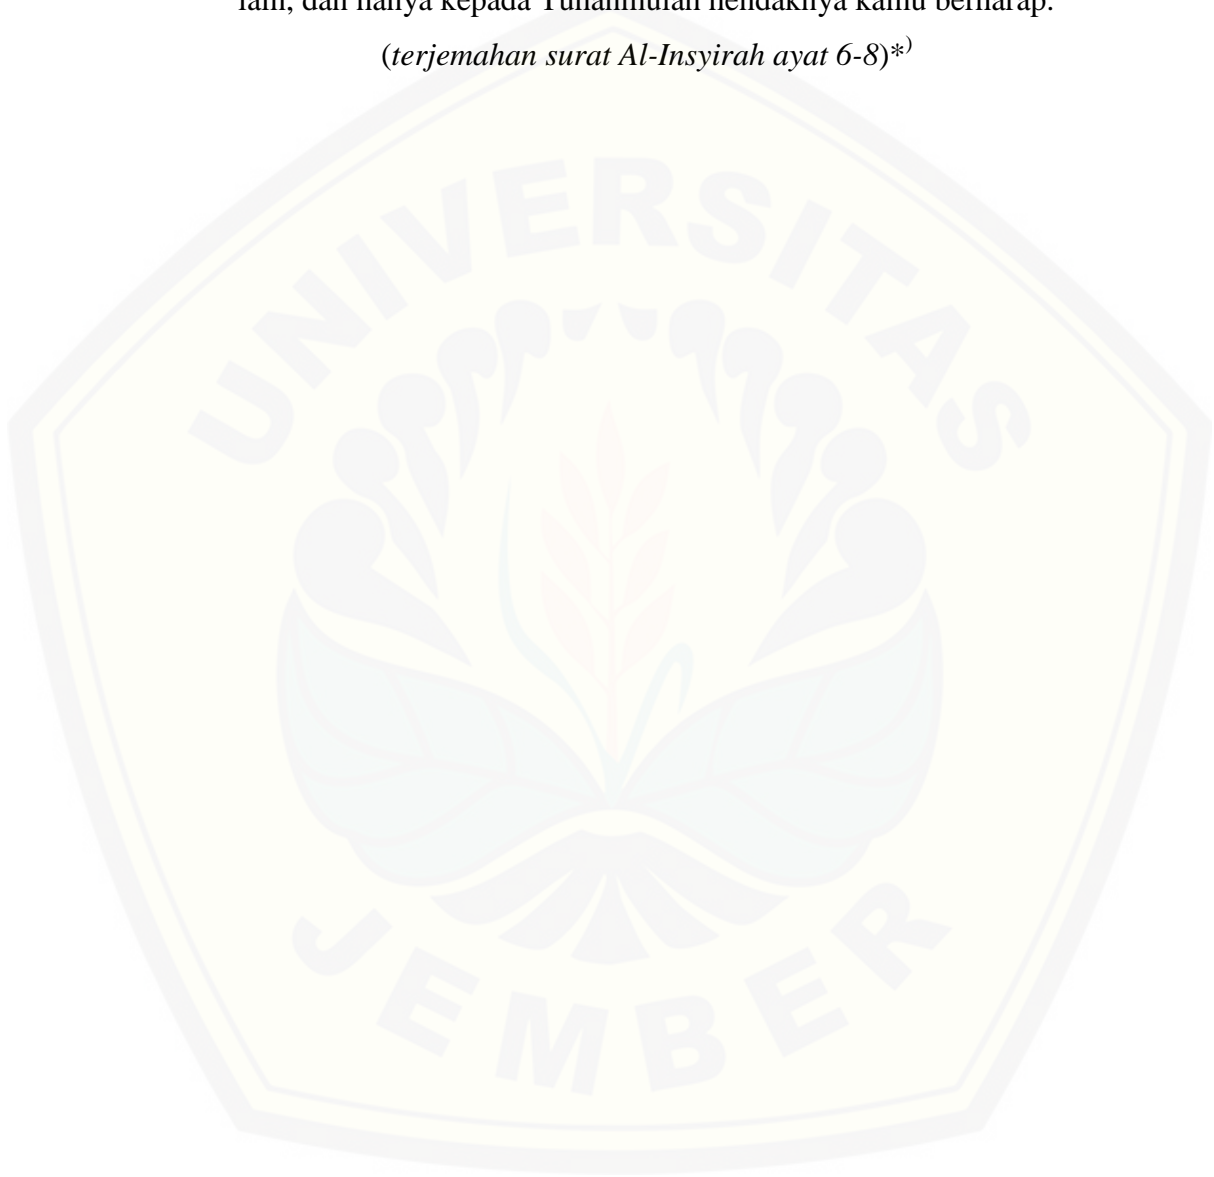 lain, dan hanya kepada Tuhanmulah hendaknya kamu berharap.
(terjemahan surat Al-Insyirah ayat 6-8)*)
UNIVERSITAS
JEMBER